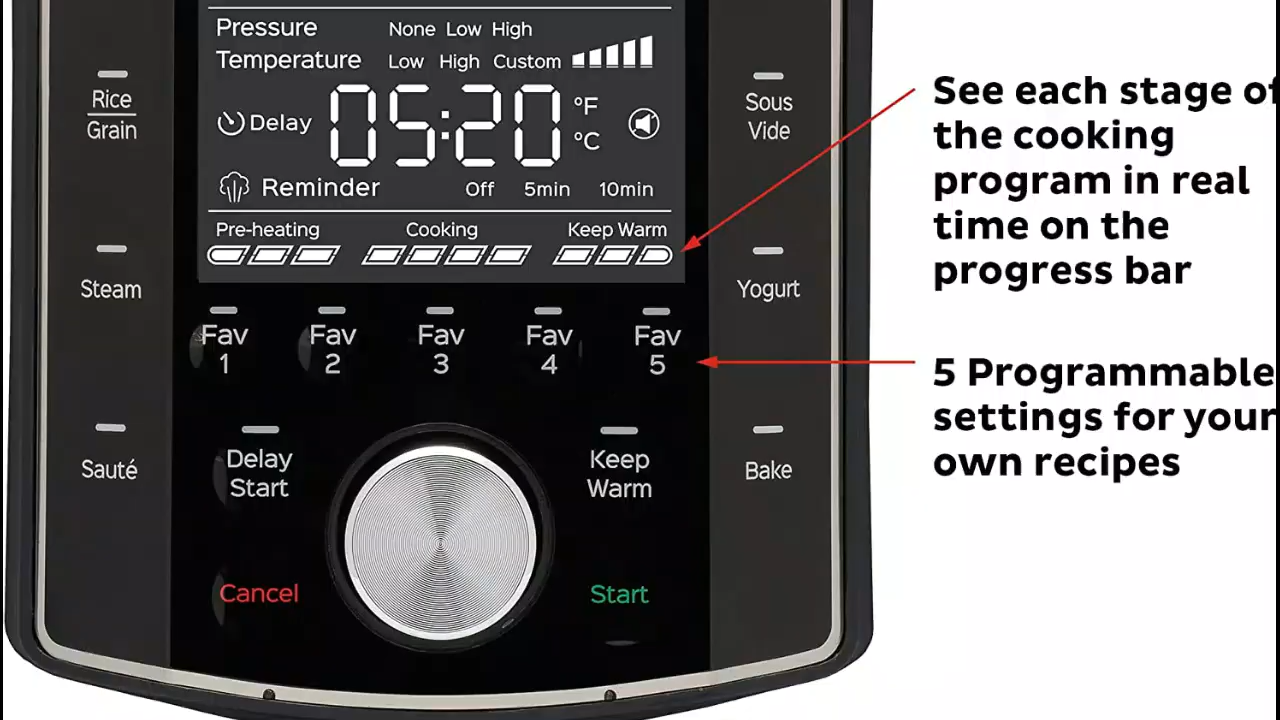 Pressure None Low High
Temperature Low High Custom
Delay 05:20 °F
°C
Reminder Off 5min 10min
Pre-heating Cooking Keep Warm
Rice
Grain
Steam
Sauté
Sous
Vide
Yogurt
Bake
Fav
1
Fav
2
Fav
3
Fav
4
Fav
5
Delay
Start
Keep
Warm
Cancel
Start
See each stage of
the cooking
program in real
time on the
progress bar
5 Programmable
settings for your
own recipes